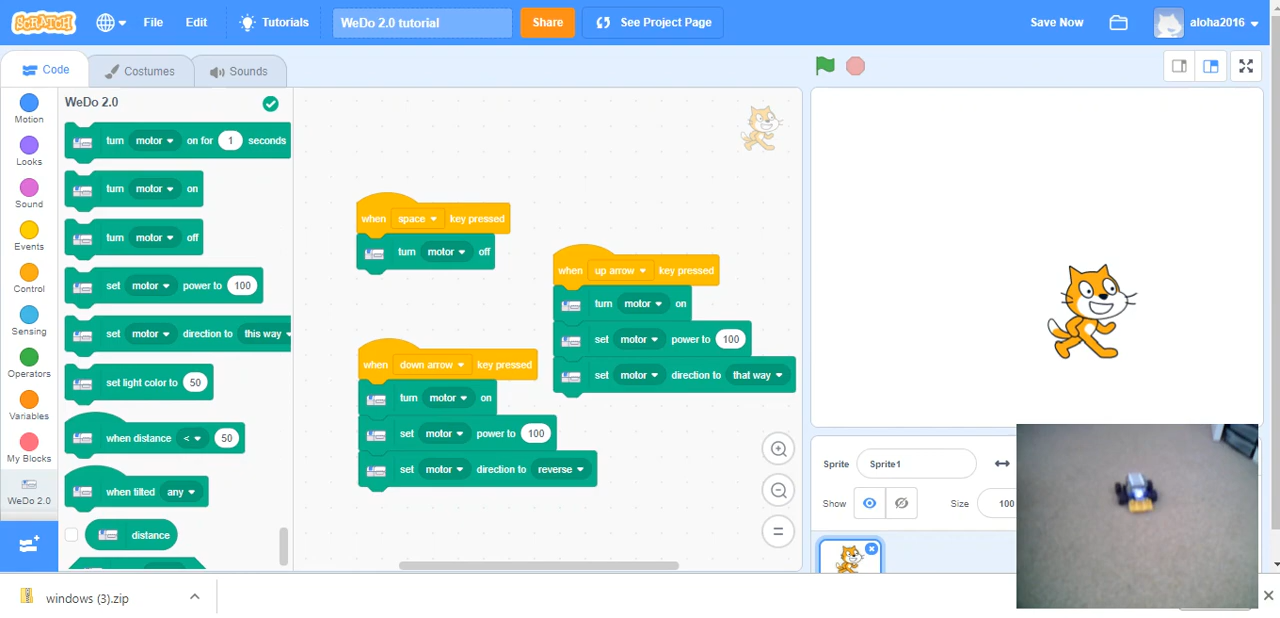 SCRATCH File Edit Tutorials WeDo 2.0 tutorial Share See Project Page Save Now aloha2016
Code Costumes Sounds
Motion
Looks
Sound
Events
Control
Sensing
Operators
Variables
My Blocks
WeDo 2.0
WeDo 2.0
turn motor on for 1 seconds
turn motor on
turn motor off
set motor power to 100
set motor direction to this way
set light color to 50
when distance < 50
when tilted any
distance
when space key pressed
turn motor off
when down arrow key pressed
turn motor on
set motor power to 100
set motor direction to reverse
when up arrow key pressed
turn motor on
set motor power to 100
set motor direction to that way
Sprite Sprite1
Show Size 100
windows (3).zip